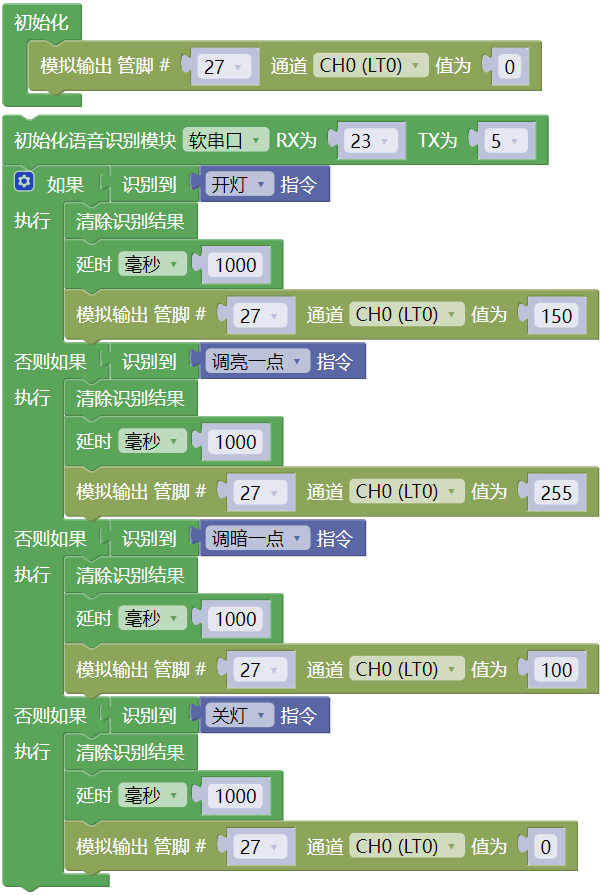 初始化
模拟输出 管脚 # 27 通道 CH0 (LT0) 值为 0
初始化语音识别模块 软串口 RX为 23 TX为 5
如果 识别到 开灯 指令
执行 清除识别结果
延时 毫秒 1000
模拟输出 管脚 # 27 通道 CH0 (LT0) 值为 150
否则如果 识别到 调亮一点 指令
执行 清除识别结果
延时 毫秒 1000
模拟输出 管脚 # 27 通道 CH0 (LT0) 值为 255
否则如果 识别到 调暗一点 指令
执行 清除识别结果
延时 毫秒 1000
模拟输出 管脚 # 27 通道 CH0 (LT0) 值为 100
否则如果 识别到 关灯 指令
执行 清除识别结果
延时 毫秒 1000
模拟输出 管脚 # 27 通道 CH0 (LT0) 值为 0